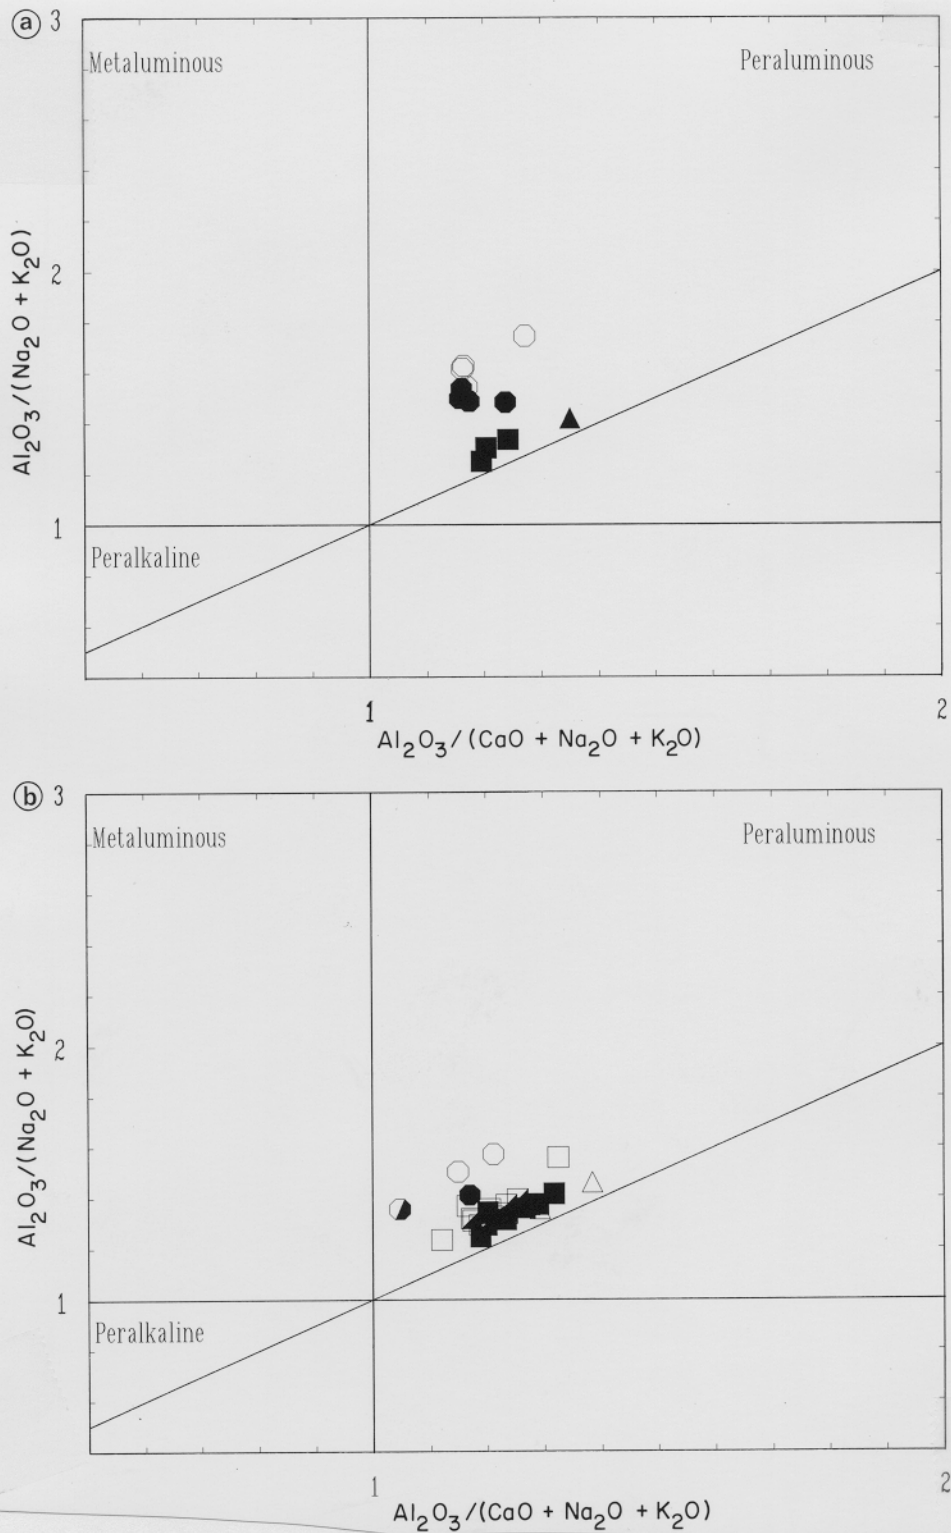 a
3
Metaluminous
Peraluminous
Al₂O₃/(Na₂O + K₂O)
2
1
Peralkaline
1
2
Al₂O₃/(CaO + Na₂O + K₂O)
b
3
Metaluminous
Peraluminous
Al₂O₃/(Na₂O + K₂O)
2
1
Peralkaline
1
2
Al₂O₃/(CaO + Na₂O + K₂O)